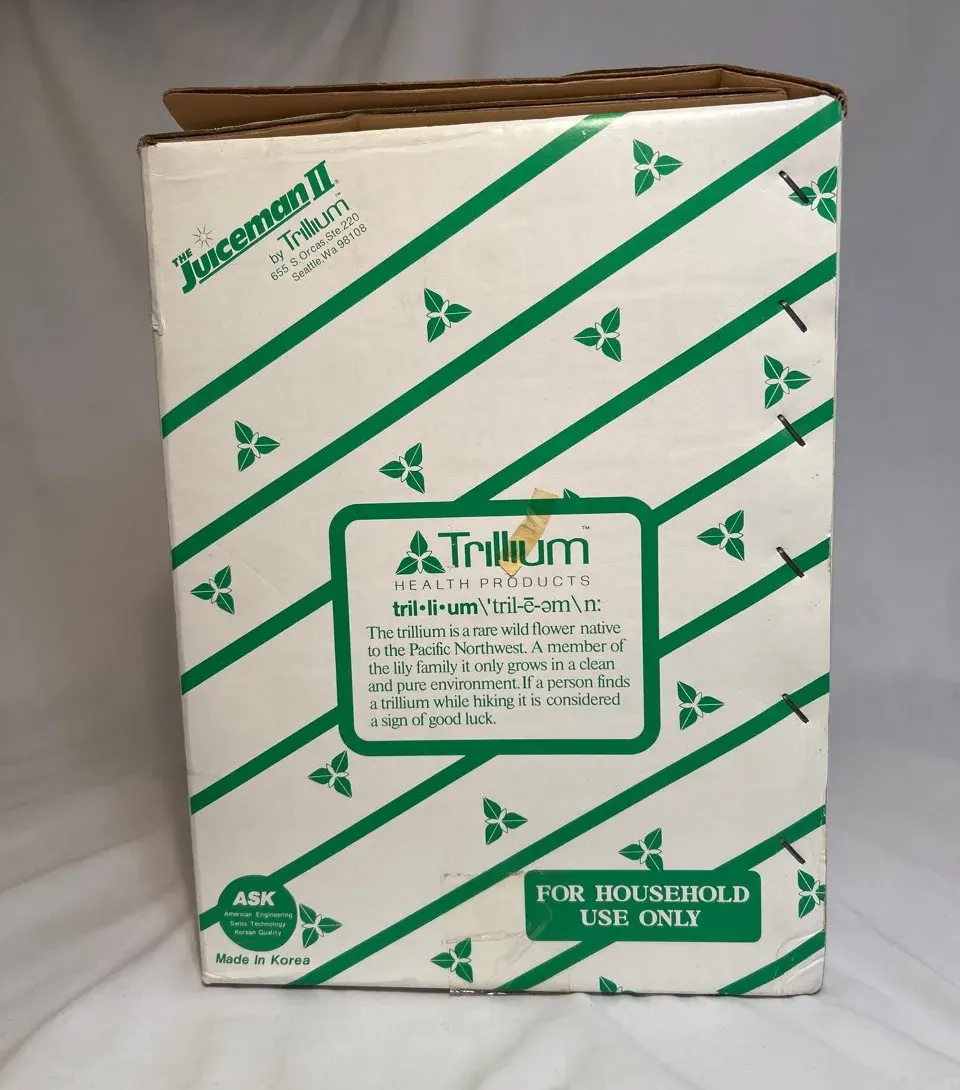 THE Juiceman II®
by Trillium™
655 S. Orcas, Ste. 220
Seattle, Wa 98108
Trillium™
HEALTH PRODUCTS
tril•li•um\'tril-ē-əm\n:
The trillium is a rare wild flower native
to the Pacific Northwest. A member of
the lily family it only grows in a clean
and pure environment. If a person finds
a trillium while hiking it is considered
a sign of good luck.
ASK
American Engineering
Swiss Technology
Korean Quality
Made In Korea
FOR HOUSEHOLD
USE ONLY